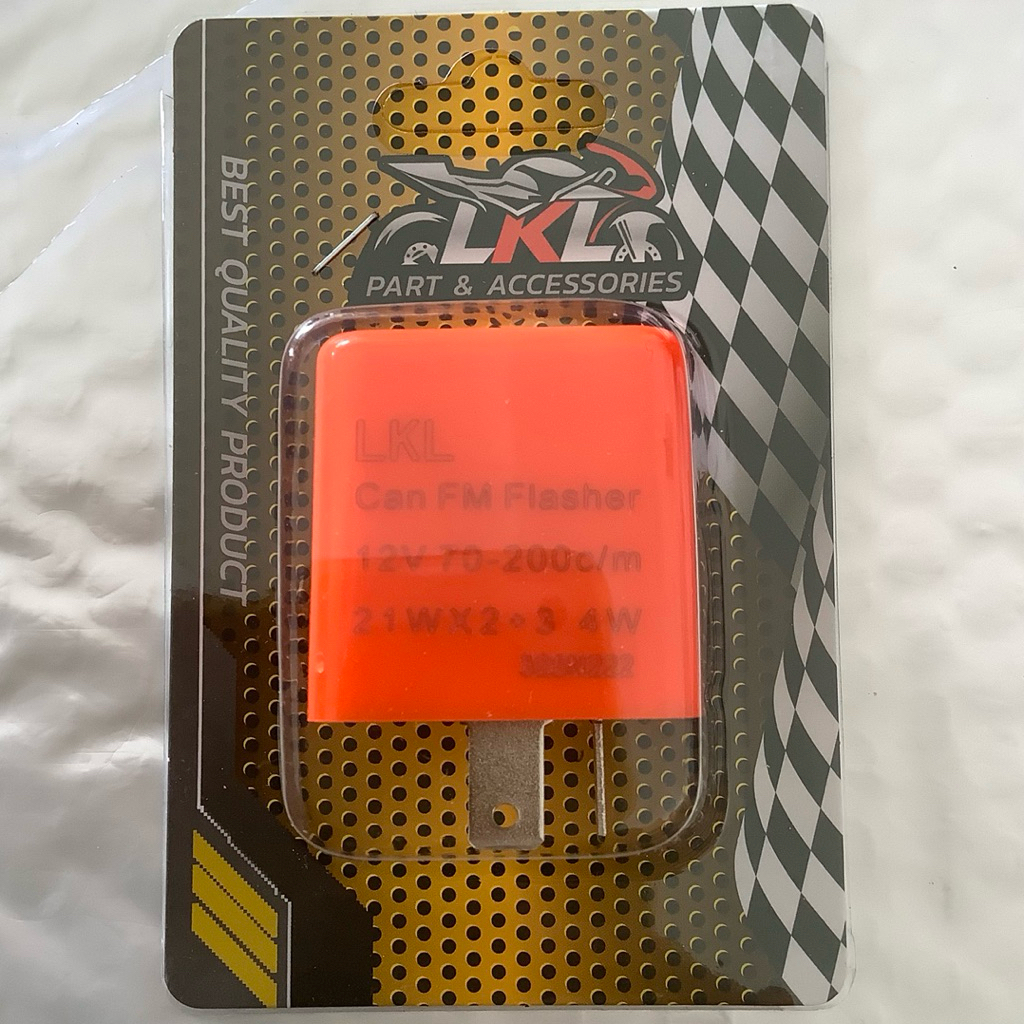 LKL
PART & ACCESSORIES
BEST QUALITY PRODUCT
LKL
Can FM Flasher
12V 70-200c/m
21WX2+3.4W